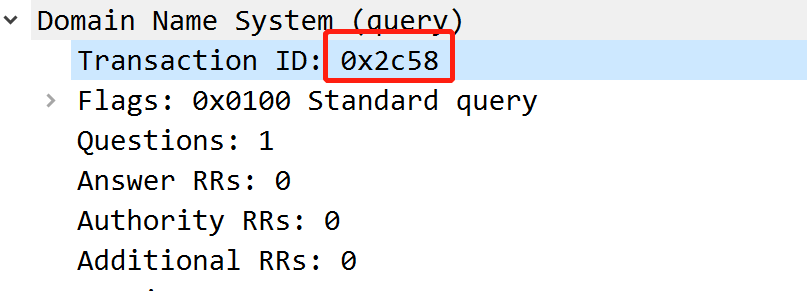 Domain Name System (query)
Transaction ID: 0x2c58
Flags: 0x0100 Standard query
Questions: 1
Answer RRs: 0
Authority RRs: 0
Additional RRs: 0